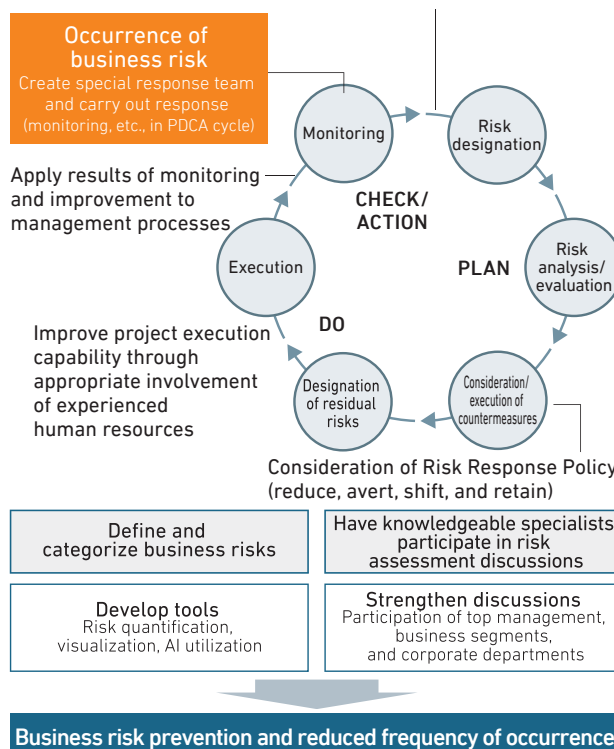 Occurrence of
business risk
Create special response team
and carry out response
(monitoring, etc., in PDCA cycle)
Monitoring
Risk
designation
Apply results of monitoring
and improvement to
management processes
CHECK/
ACTION
Execution
PLAN
Risk
analysis/
evaluation
DO
Improve project execution
capability through
appropriate involvement
of experienced
human resources
Designation
of residual
risks
Consideration/
execution of
countermeasures
Consideration of Risk Response Policy
(reduce, avert, shift, and retain)
Define and
categorize business risks
Have knowledgeable specialists
participate in risk
assessment discussions
Develop tools
Risk quantification,
visualization, AI utilization
Strengthen discussions
Participation of top management,
business segments,
and corporate departments
Business risk prevention and reduced frequency of occurrence